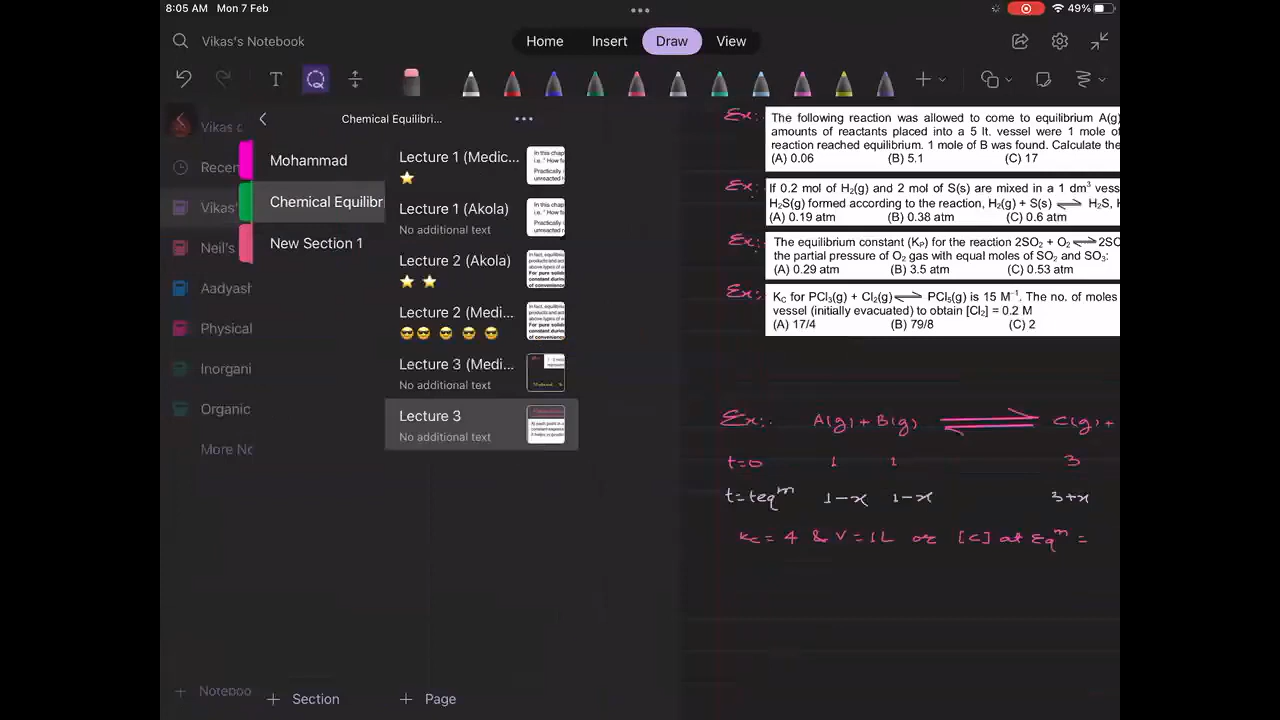 8:05 AM Mon 7 Feb
49%
Vikas's Notebook
Home Insert Draw View
T
Vikas
Recen
Vikas'
Neil's
Aadyash
Physical
Inorgani
Organic
More No
+ Noteboo
Chemical Equilibri...
Mohammad
Chemical Equilibr
New Section 1
+ Section
Lecture 1 (Medic...
⭐
Lecture 1 (Akola)
No additional text
Lecture 2 (Akola)
⭐ ⭐
Lecture 2 (Medi...
😎😎 😎 😎 😎
Lecture 3 (Medi...
No additional text
Lecture 3
No additional text
+ Page
Ex:
The following reaction was allowed to come to equilibrium A(g)
amounts of reactants placed into a 5 lt. vessel were 1 mole of
reaction reached equilibrium. 1 mole of B was found. Calculate the
(A) 0.06 (B) 5.1 (C) 17
Ex:
If 0.2 mol of H₂(g) and 2 mol of S(s) are mixed in a 1 dm³ vess
H₂S(g) formed according to the reaction, H₂(g) + S(s) ⇌ H₂S,
(A) 0.19 atm (B) 0.38 atm (C) 0.6 atm
Ex:
The equilibrium constant (Kₚ) for the reaction 2SO₂ + O₂ ⇌ 2SO
the partial pressure of O₂ gas with equal moles of SO₂ and SO₃:
(A) 0.29 atm (B) 3.5 atm (C) 0.53 atm
Ex:
K_C for PCl₃(g) + Cl₂(g) ⇌ PCl₅(g) is 15 M⁻¹. The no. of moles
vessel (initially evacuated) to obtain [Cl₂] = 0.2 M
(A) 17/4 (B) 79/8 (C) 2
Ex:. A(g) + B(g) ⇌ C(g) +
t=0 1 1 3
t=teqᵐ 1-x 1-x 3+x
Kc = 4 & V=1L or [C] at Eqᵐ =